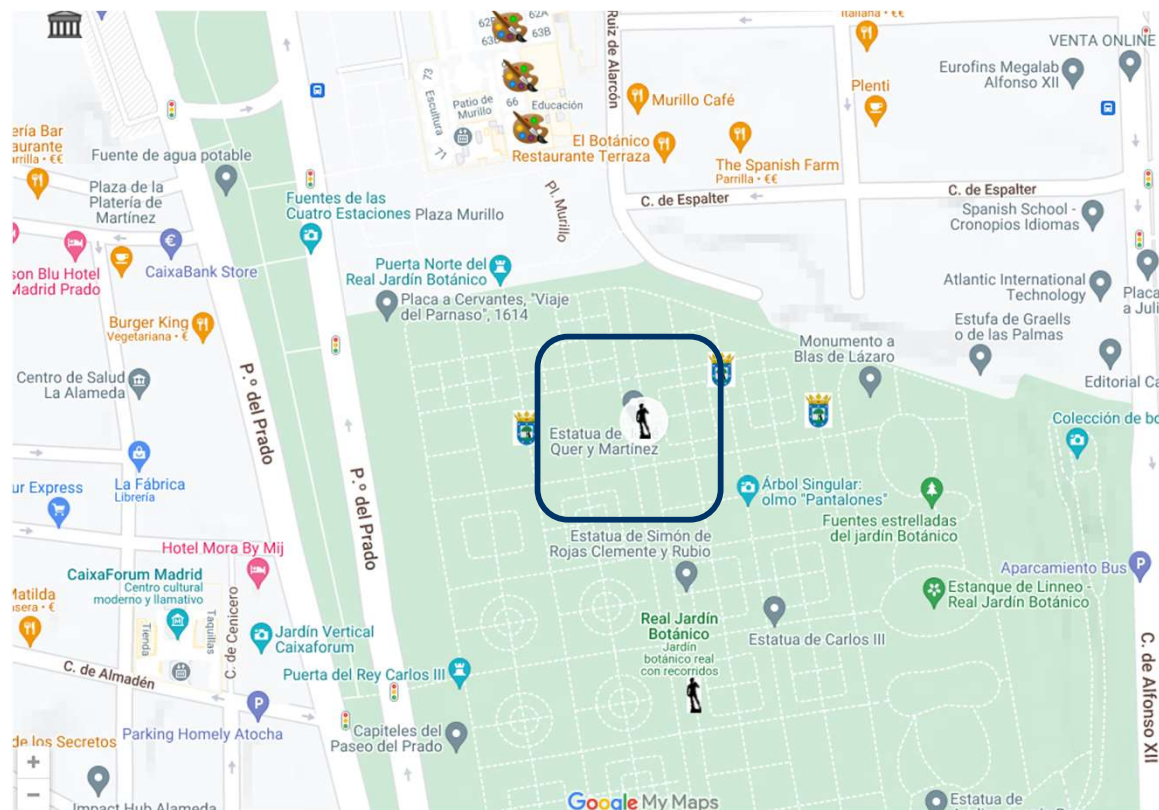 62B
62A
63B
63B
Italiana • €€
VENTA ONLINE
Eurofins Megalab
Alfonso XII
Ruiz de Alarcón
Plenti
Murillo Café
73
Escultura
71
Patio de
Murillo
66
Educación
El Botánico
Restaurante Terraza
The Spanish Farm
Parrilla • €€
ería Bar
aurante
arrilla • €€
Fuente de agua potable
Plaza de la
Platería de
Martínez
Fuentes de las
Cuatro Estaciones
Plaza Murillo
Pl. Murillo
C. de Espalter
C. de Espalter
Spanish School -
Cronopios Idiomas
€
CaixaBank Store
son Blu Hotel
Madrid Prado
Puerta Norte del
Real Jardín Botánico
Placa a Cervantes, "Viaje
del Parnaso", 1614
Atlantic International
Technology
Placa
a Juli
Burger King
Vegetariana • €
Estufa de Graells
o de las Palmas
Monumento a
Blas de Lázaro
Centro de Salud
La Alameda
P.º del Prado
Editorial Ca
Colección de bo
Estatua de
Quer y Martínez
La Fábrica
Librería
ur Express
P.º del Prado
Árbol Singular:
olmo "Pantalones"
Fuentes estrelladas
del jardín Botánico
Estatua de Simón de
Rojas Clemente y Rubio
Hotel Mora By Mij
CaixaForum Madrid
Centro cultural
moderno y llamativo
Aparcamiento Bus
P
Estanque de Linneo -
Real Jardín Botánico
Matilda
asera • €
Tienda
Taquillas
C. de Cenicero
Jardín Vertical
Caixaforum
Real Jardín
Botánico
Jardín
botánico real
con recorridos
Estatua de Carlos III
C. de Almadén
Puerta del Rey Carlos III
C. de Alfonso XII
P
Parking Homely Atocha
Capiteles del
Paseo del Prado
de los Secretos
+
−
Impact Hub Alameda
Google My Maps
Estatua de